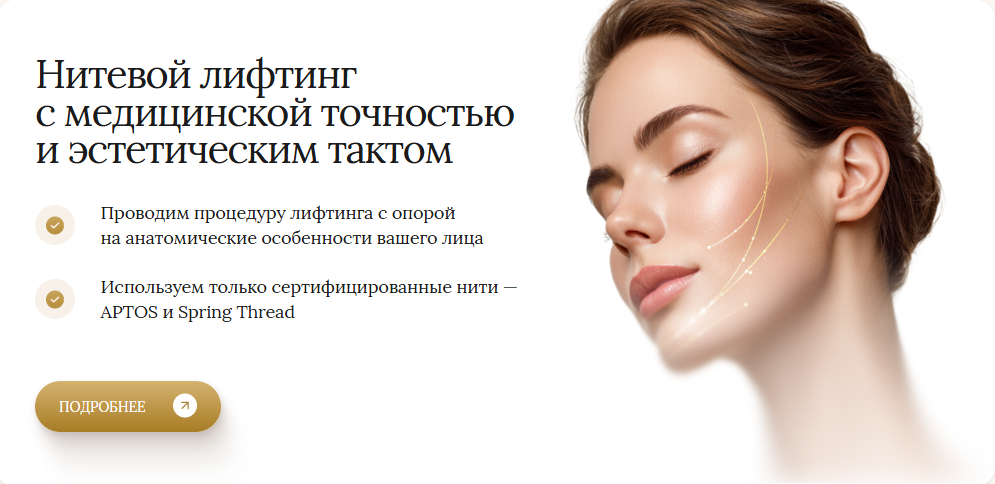 Нитевой лифтинг
с медицинской точностью
и эстетическим тактом
Проводим процедуру лифтинга с опорой
на анатомические особенности вашего лица
Используем только сертифицированные нити —
APTOS и Spring Thread
ПОДРОБНЕЕ